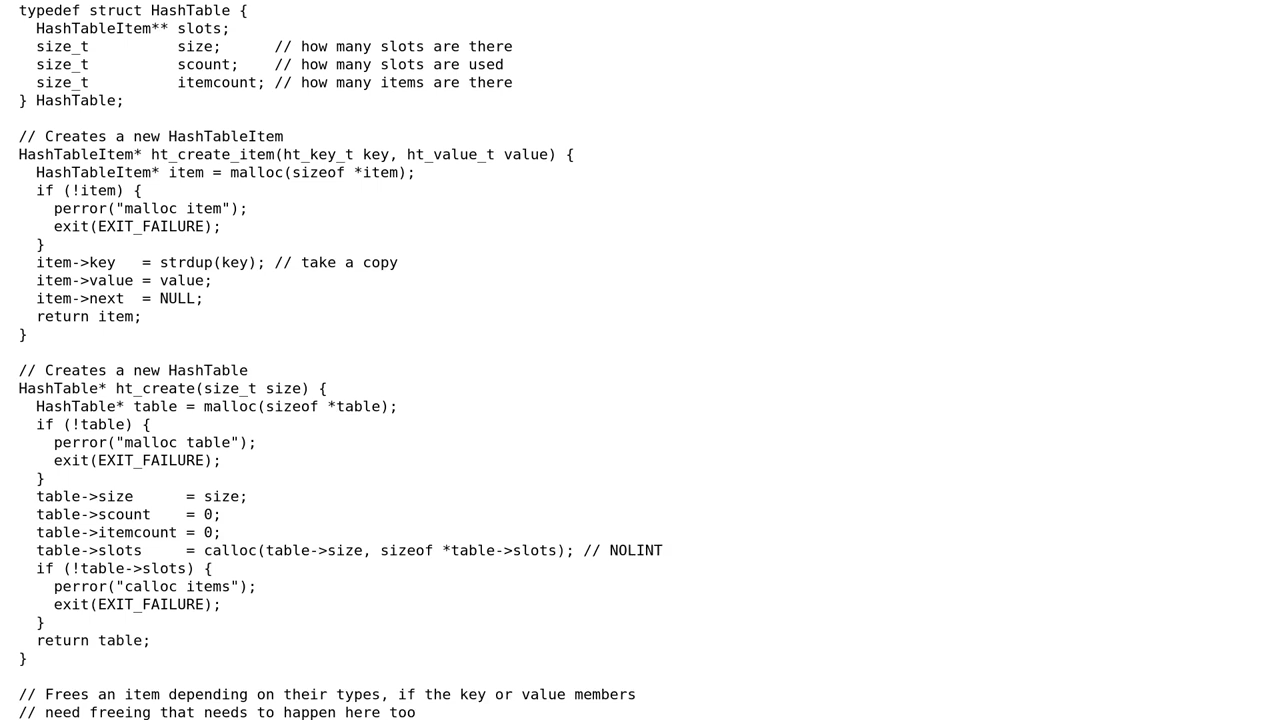 typedef struct HashTable {
  HashTableItem** slots;
  size_t          size;      // how many slots are there
  size_t          scount;    // how many slots are used
  size_t          itemcount; // how many items are there
} HashTable;

// Creates a new HashTableItem
HashTableItem* ht_create_item(ht_key_t key, ht_value_t value) {
  HashTableItem* item = malloc(sizeof *item);
  if (!item) {
    perror("malloc item");
    exit(EXIT_FAILURE);
  }
  item->key   = strdup(key); // take a copy
  item->value = value;
  item->next  = NULL;
  return item;
}

// Creates a new HashTable
HashTable* ht_create(size_t size) {
  HashTable* table = malloc(sizeof *table);
  if (!table) {
    perror("malloc table");
    exit(EXIT_FAILURE);
  }
  table->size      = size;
  table->scount    = 0;
  table->itemcount = 0;
  table->slots     = calloc(table->size, sizeof *table->slots); // NOLINT
  if (!table->slots) {
    perror("calloc items");
    exit(EXIT_FAILURE);
  }
  return table;
}

// Frees an item depending on their types, if the key or value members
// need freeing that needs to happen here too